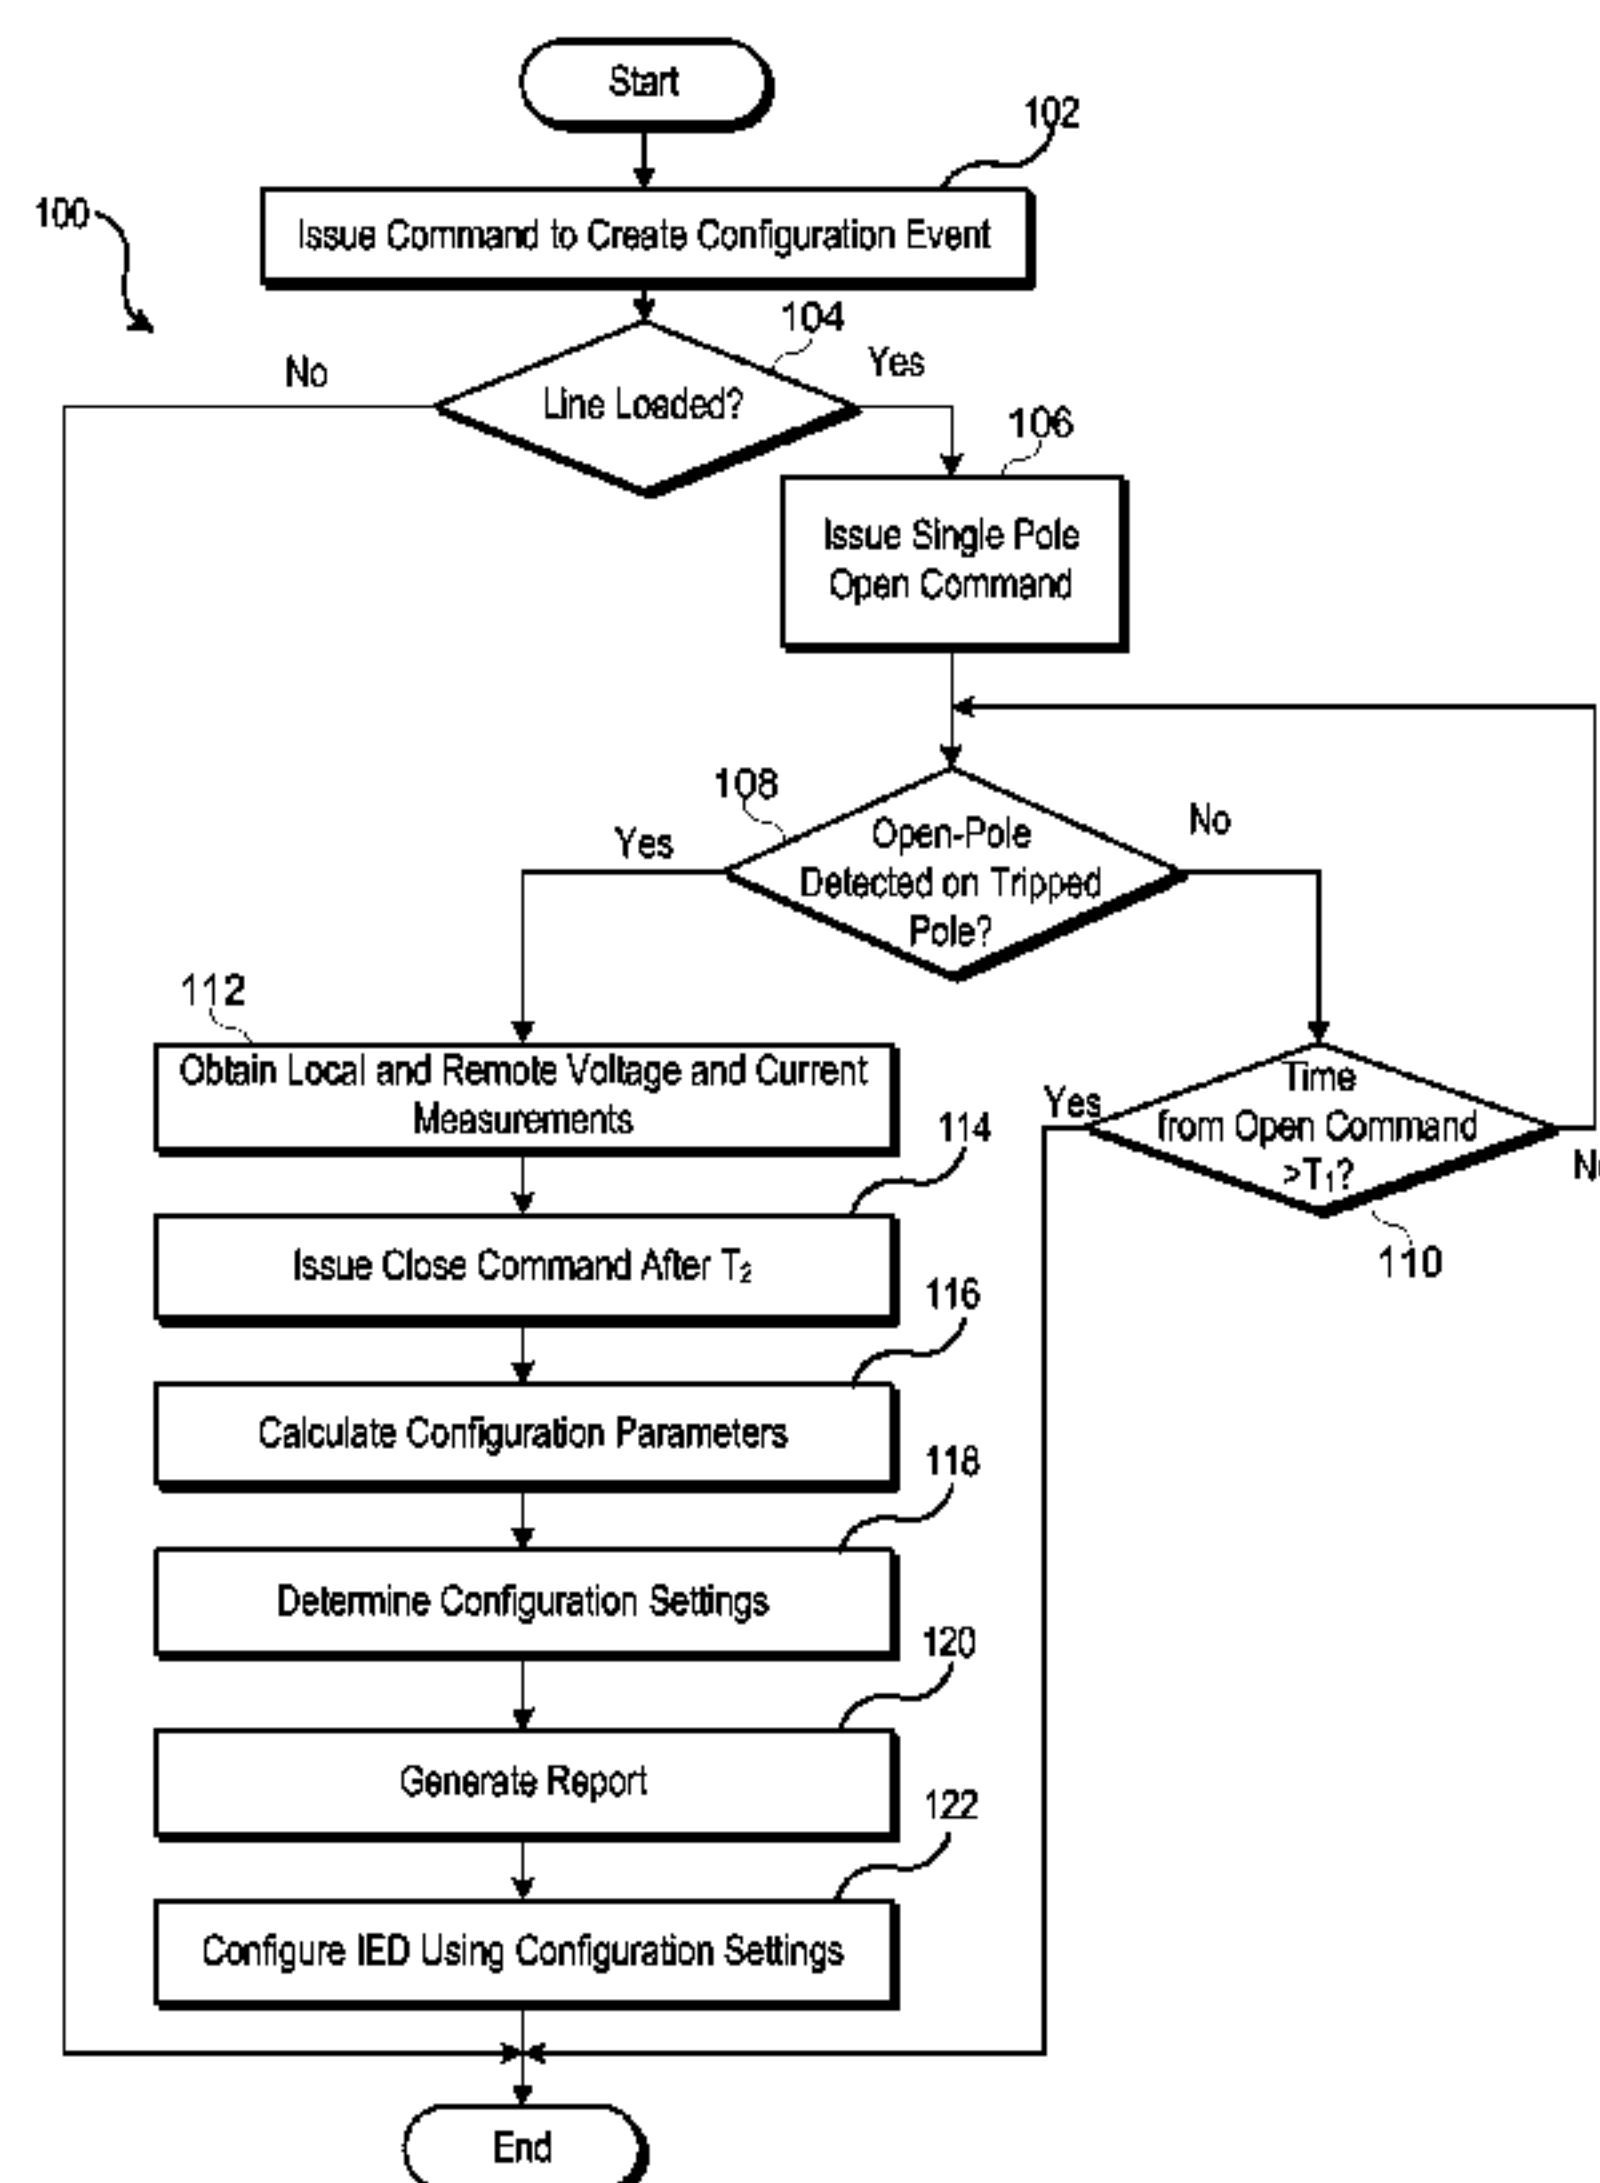 Start
102
100
Issue Command to Create Configuration Event
104
No
Yes
Line Loaded?
106
Issue Single Pole
Open Command
108
Yes
No
Open-Pole
Detected on Tripped
Pole?
112
Obtain Local and Remote Voltage and Current
Measurements
Yes
Time
from Open Command
>T₁?
110
114
Issue Close Command After T₂
116
Calculate Configuration Parameters
118
Determine Configuration Settings
120
Generate Report
122
Configure IED Using Configuration Settings
End